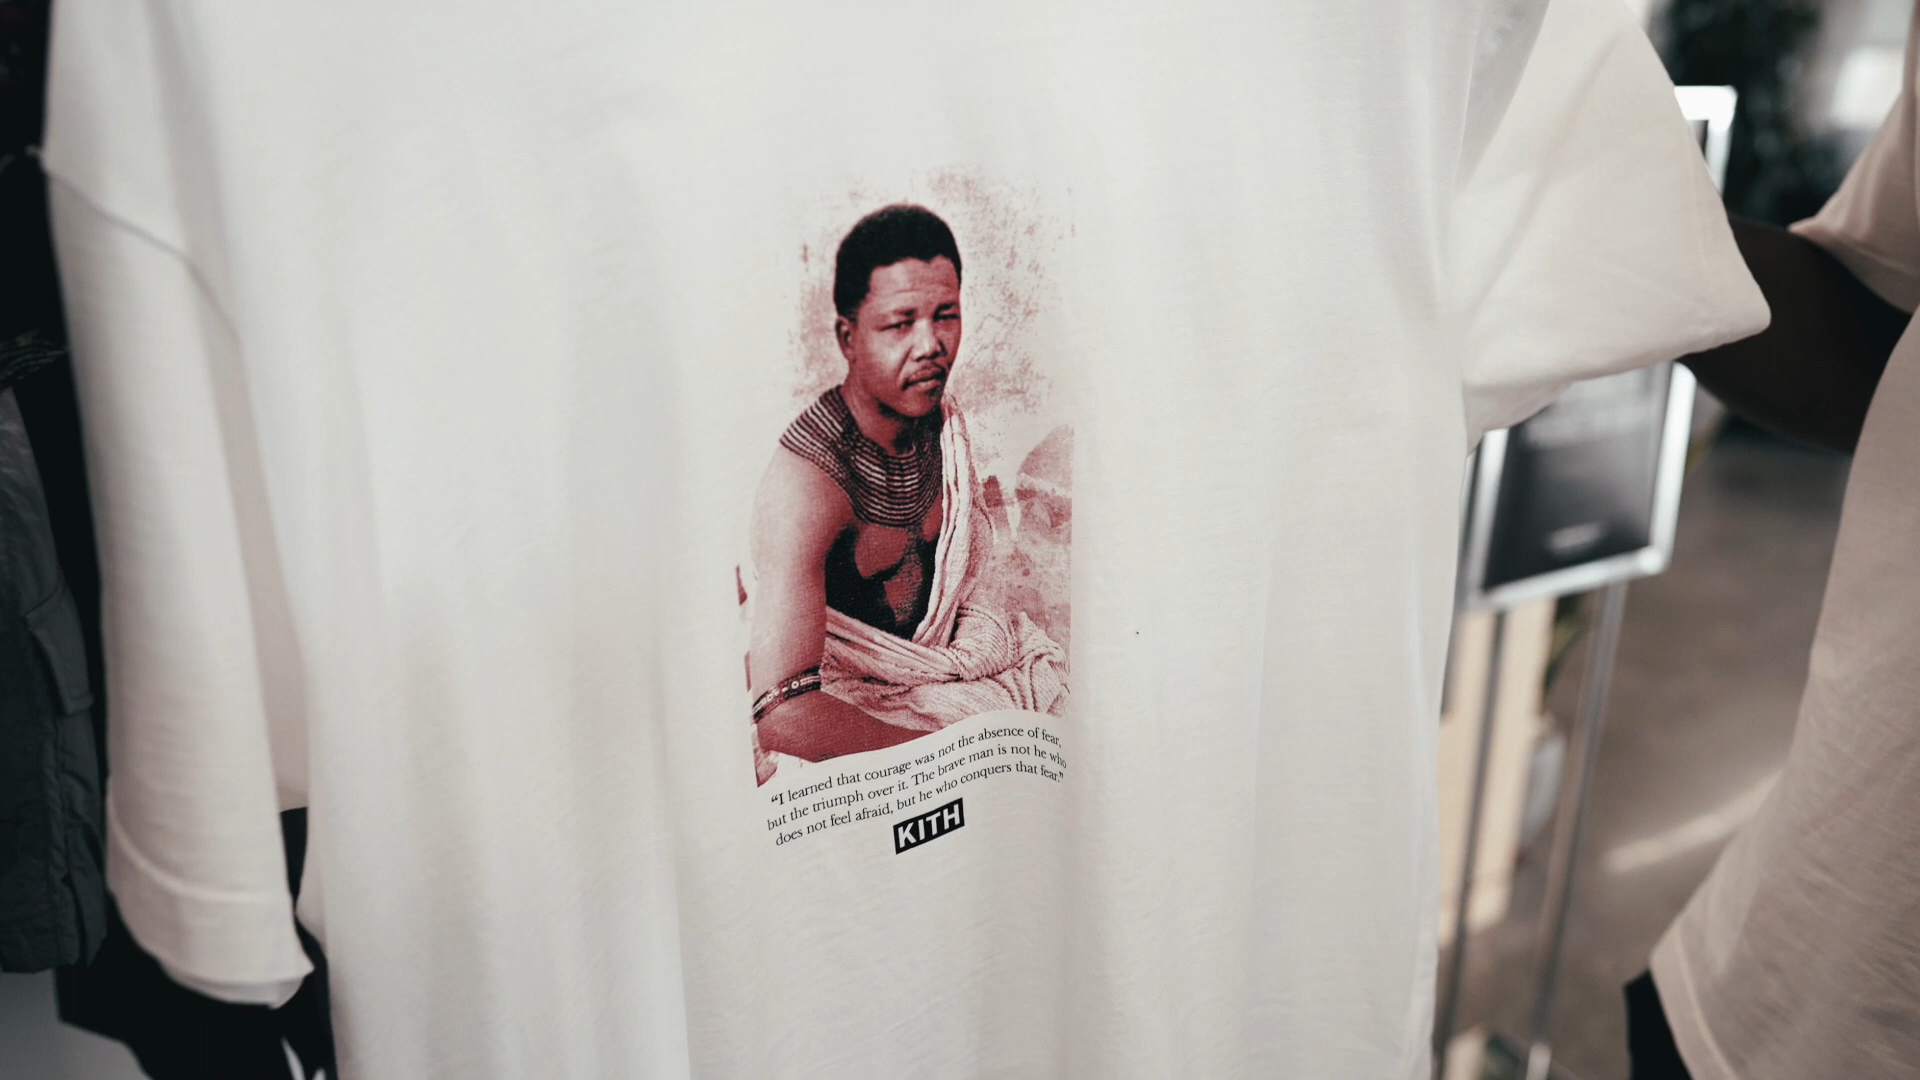 “I learned that courage was not the absence of fear,
but the triumph over it. The brave man is not he who
does not feel afraid, but he who conquers that fear.”
KITH